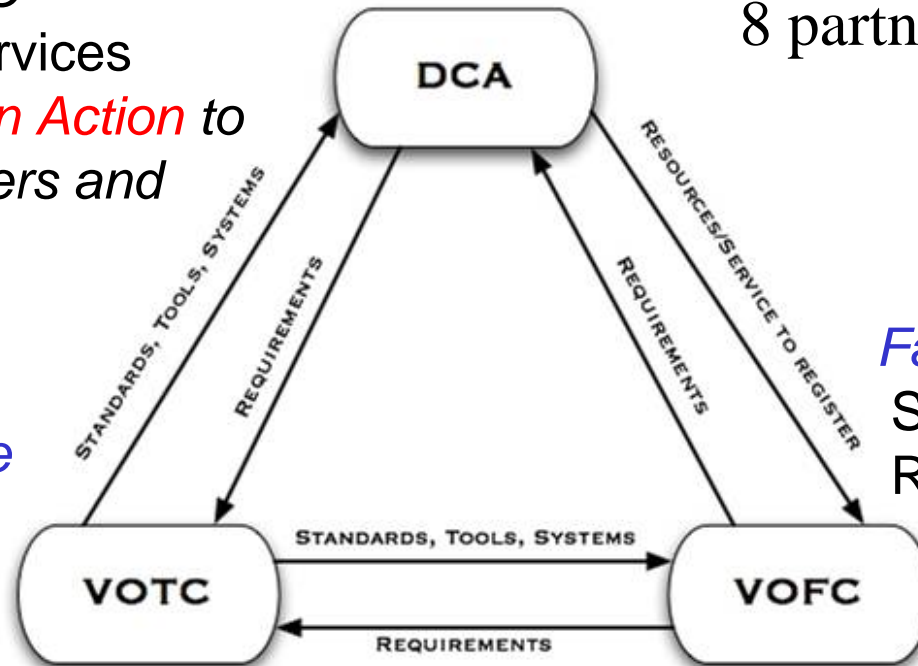 8 partn
DCA
rvices
n Action to
ers and
STANDARDS, TOOLS, SYSTEMS
REQUIREMENTS
REQUIREMENTS
RESOURCES/SERVICE TO REGISTER
Fa
S
R
e
STANDARDS, TOOLS, SYSTEMS
VOTC
VOFC
REQUIREMENTS